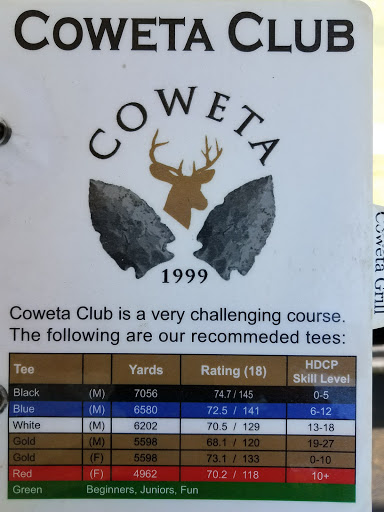 COWETA CLUB
COWETA
1999
Coweta Club is a very challenging course.
The following are our recommeded tees:
Tee Yards Rating (18) HDCP Skill Level
Black (M) 7056 74.7 / 145 0-5
Blue (M) 6580 72.5 / 141 6-12
White (M) 6202 70.5 / 129 13-18
Gold (M) 5598 68.1 / 120 19-27
Gold (F) 5598 73.1 / 133 0-10
Red (F) 4962 70.2 / 118 10+
Green Beginners, Juniors, Fun
Coweta Grill